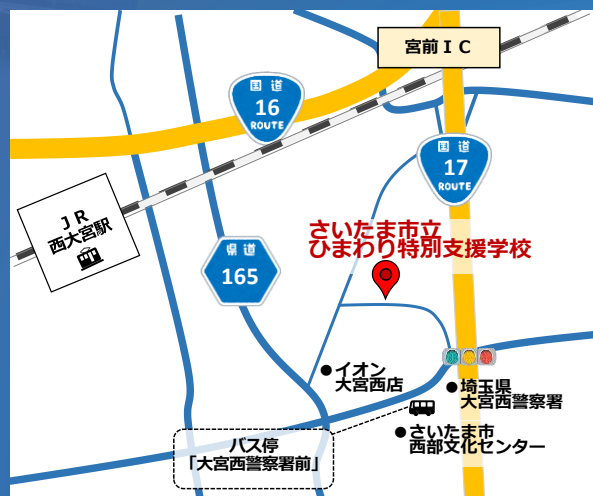 宮前ＩＣ
国道
16
ROUTE
国道
17
ROUTE
ＪＲ
西大宮駅
県道
165
さいたま市立
ひまわり特別支援学校
●イオン
大宮西店
●埼玉県
大宮西警察署
●さいたま市
西部文化センター
バス停
「大宮西警察署前」